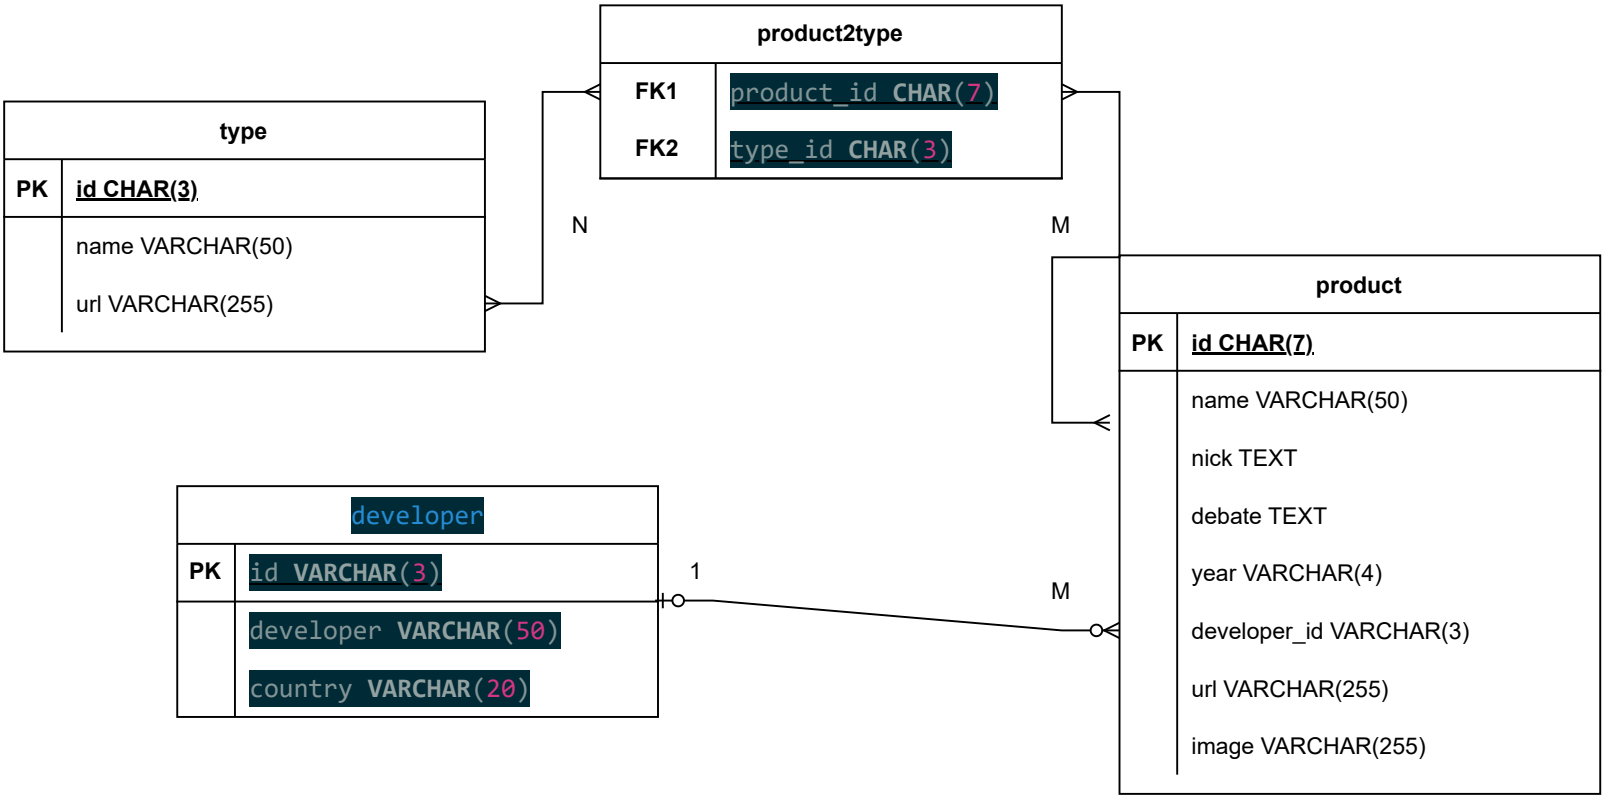 product2type
FK1 product_id CHAR(7)
FK2 type_id CHAR(3)
type
PK id CHAR(3)
name VARCHAR(50)
url VARCHAR(255)
N
M
product
PK id CHAR(7)
name VARCHAR(50)
nick TEXT
debate TEXT
year VARCHAR(4)
developer_id VARCHAR(3)
url VARCHAR(255)
image VARCHAR(255)
developer
PK id VARCHAR(3)
developer VARCHAR(50)
country VARCHAR(20)
1
M